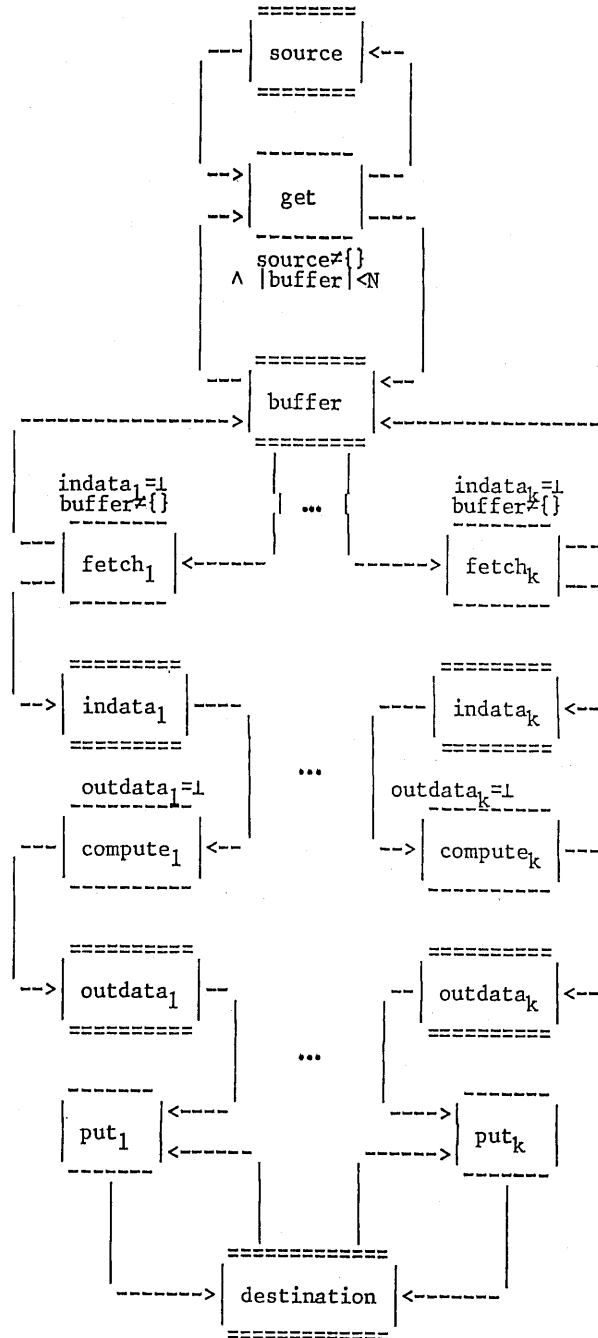 source
get
source≠{}
∧ |buffer|<N
buffer
indata₁=⊥
buffer≠{}
...
indataₖ=⊥
buffer≠{}
fetch₁
fetchₖ
indata₁
indataₖ
...
outdata₁=⊥
outdataₖ=⊥
compute₁
computeₖ
outdata₁
outdataₖ
...
put₁
putₖ
destination